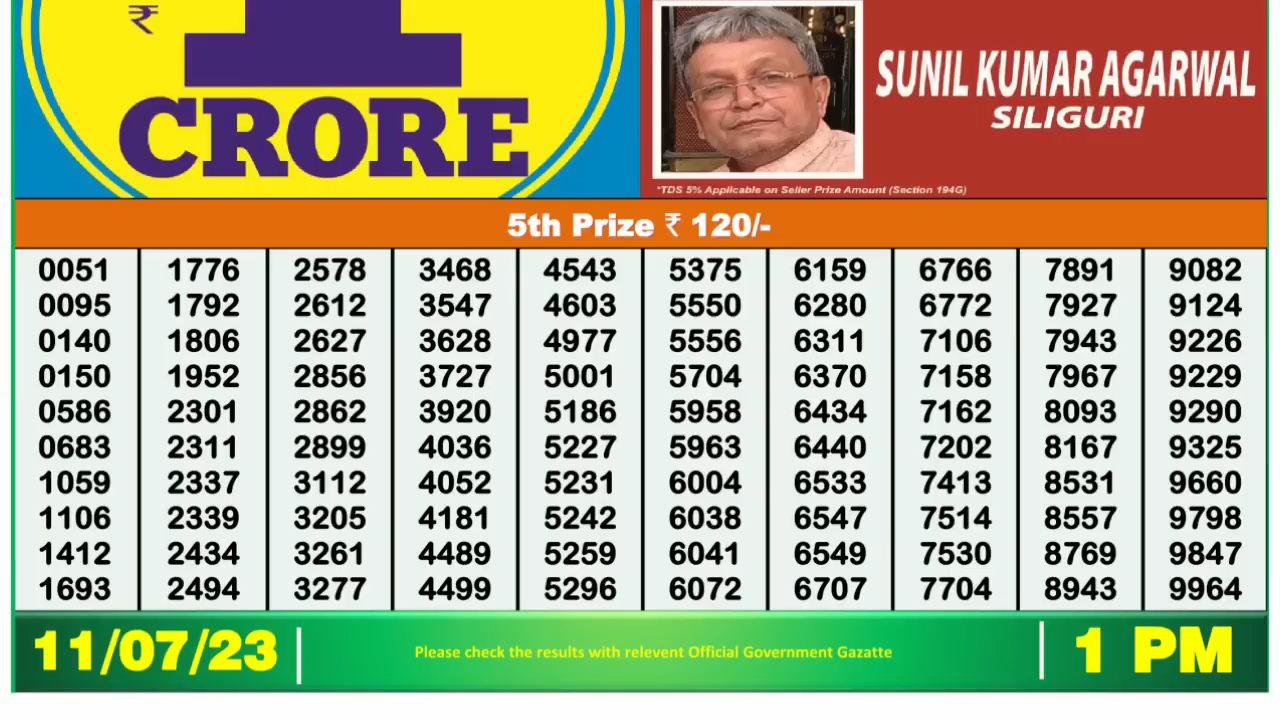 ₹
1
CRORE
SUNIL KUMAR AGARWAL
SILIGURI
*TDS 5% Applicable on Seller Prize Amount (Section 194G)
5th Prize ₹ 120/-
0051 1776 2578 3468 4543 5375 6159 6766 7891 9082
0095 1792 2612 3547 4603 5550 6280 6772 7927 9124
0140 1806 2627 3628 4977 5556 6311 7106 7943 9226
0150 1952 2856 3727 5001 5704 6370 7158 7967 9229
0586 2301 2862 3920 5186 5958 6434 7162 8093 9290
0683 2311 2899 4036 5227 5963 6440 7202 8167 9325
1059 2337 3112 4052 5231 6004 6533 7413 8531 9660
1106 2339 3205 4181 5242 6038 6547 7514 8557 9798
1412 2434 3261 4489 5259 6041 6549 7530 8769 9847
1693 2494 3277 4499 5296 6072 6707 7704 8943 9964
11/07/23 Please check the results with relevent Official Government Gazatte 1 PM